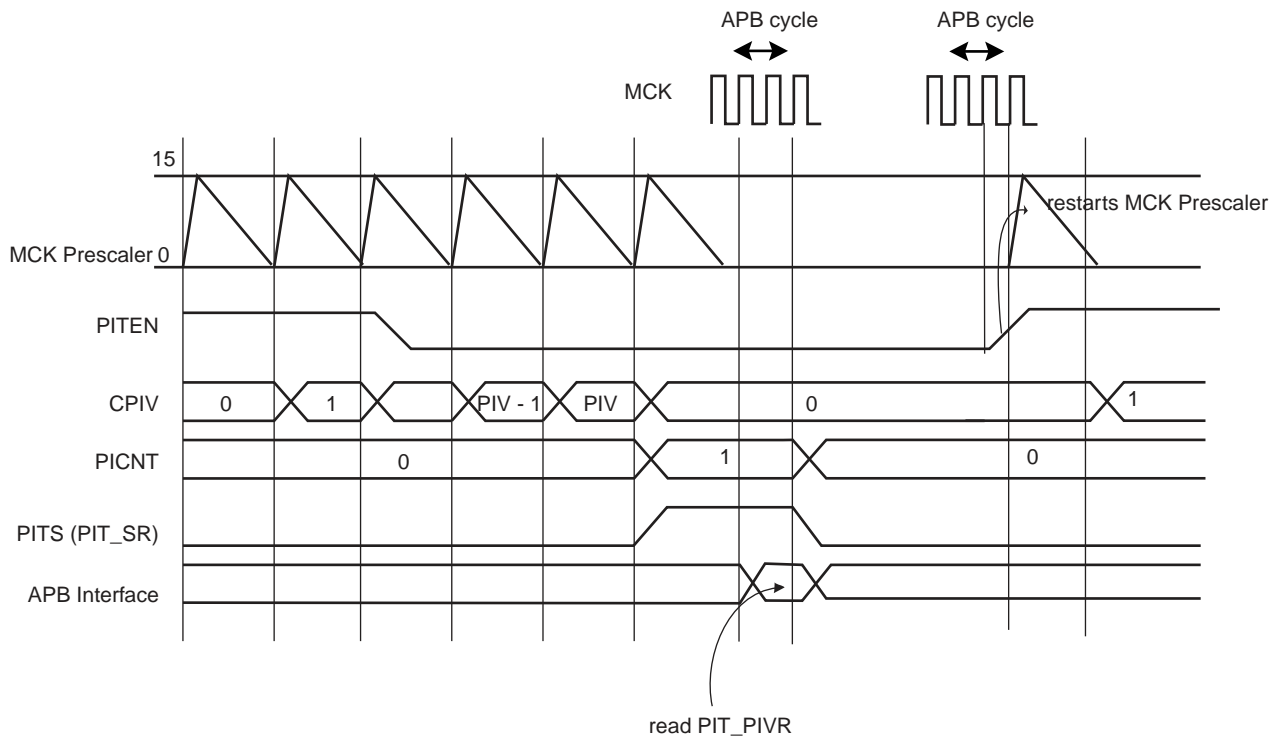 APB cycle
APB cycle
MCK
15
restarts MCK Prescaler
MCK Prescaler 0
PITEN
CPIV 0 1 PIV - 1 PIV 0 1
PICNT 0 1 0
PITS (PIT_SR)
APB Interface
read PIT_PIVR